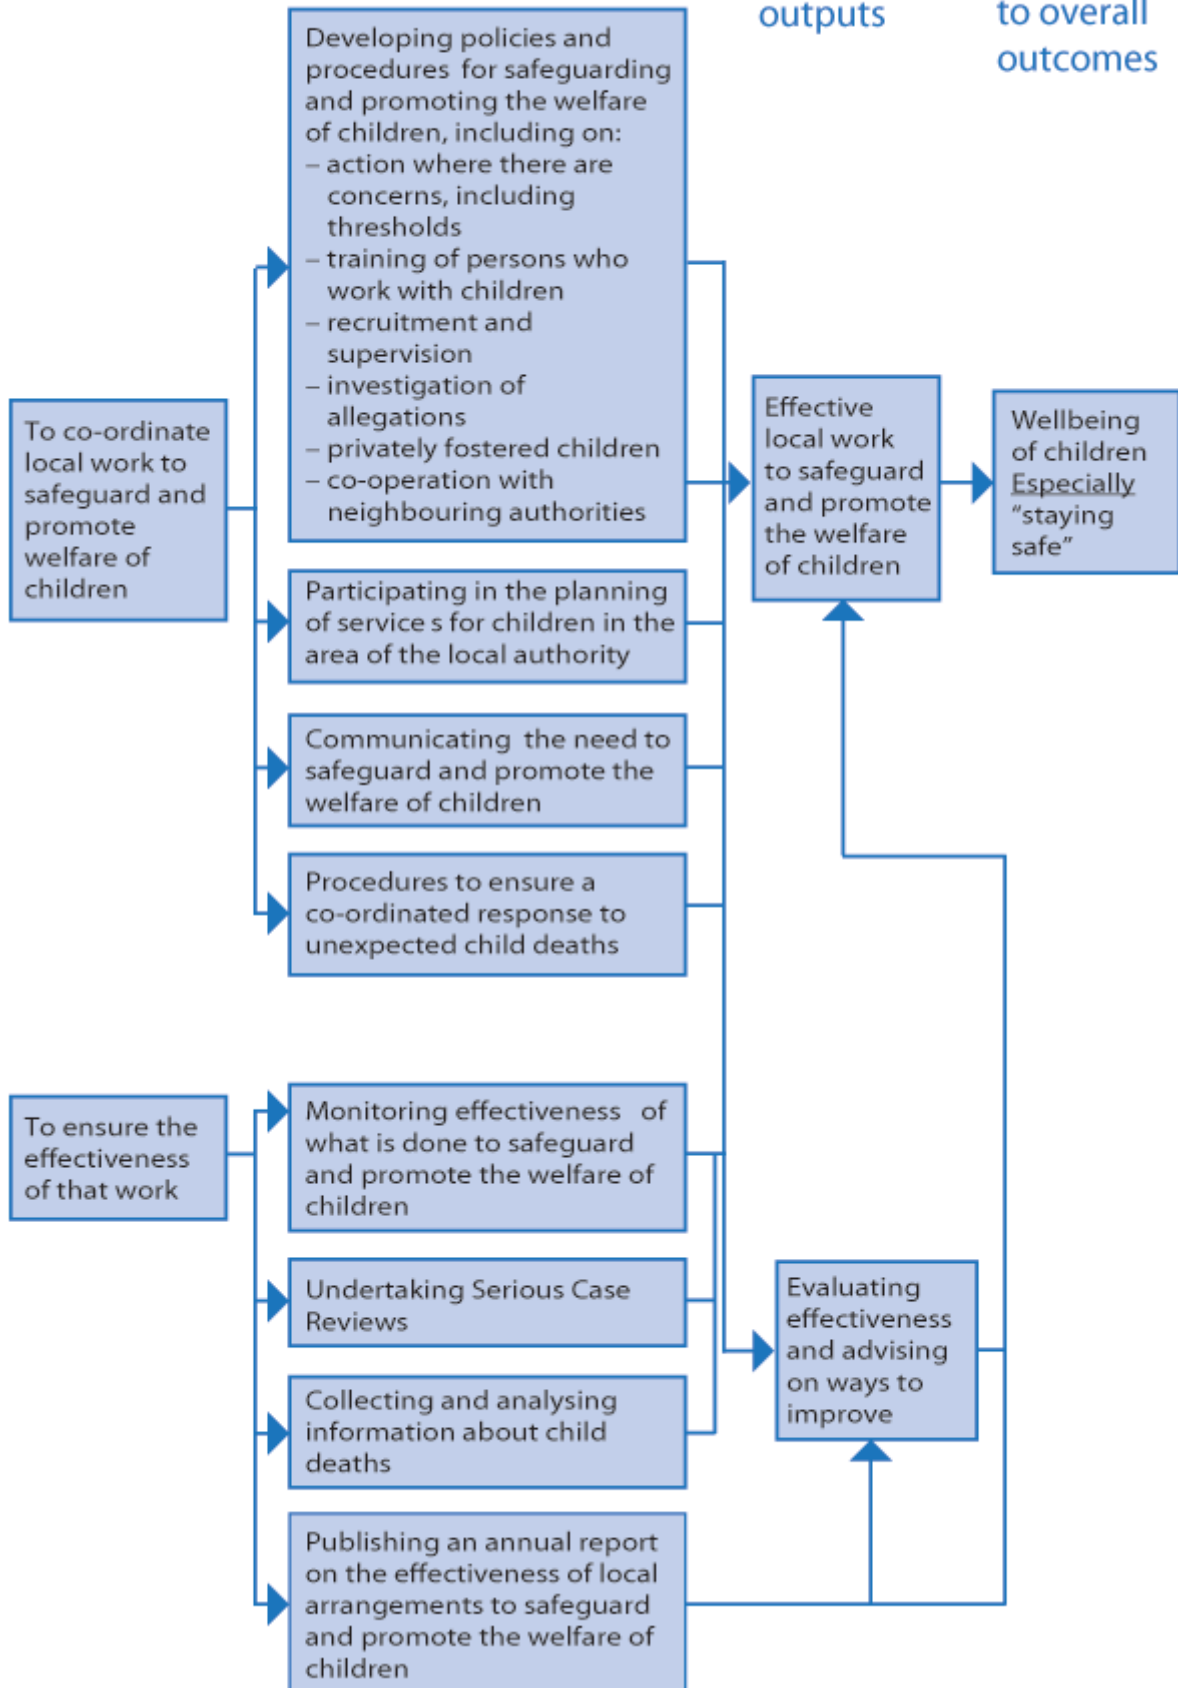 outputs
to overall
outcomes
To co-ordinate
local work to
safeguard and
promote
welfare of
children
Developing policies and
procedures for safeguarding
and promoting the welfare
of children, including on:
– action where there are
concerns, including
thresholds
– training of persons who
work with children
– recruitment and
supervision
– investigation of
allegations
– privately fostered children
– co-operation with
neighbouring authorities
Participating in the planning
of service s for children in the
area of the local authority
Communicating the need to
safeguard and promote the
welfare of children
Procedures to ensure a
co-ordinated response to
unexpected child deaths
Effective
local work
to safeguard
and promote
the welfare
of children
Wellbeing
of children
Especially
“staying
safe”
To ensure the
effectiveness
of that work
Monitoring effectiveness of
what is done to safeguard
and promote the welfare of
children
Undertaking Serious Case
Reviews
Collecting and analysing
information about child
deaths
Publishing an annual report
on the effectiveness of local
arrangements to safeguard
and promote the welfare of
children
Evaluating
effectiveness
and advising
on ways to
improve